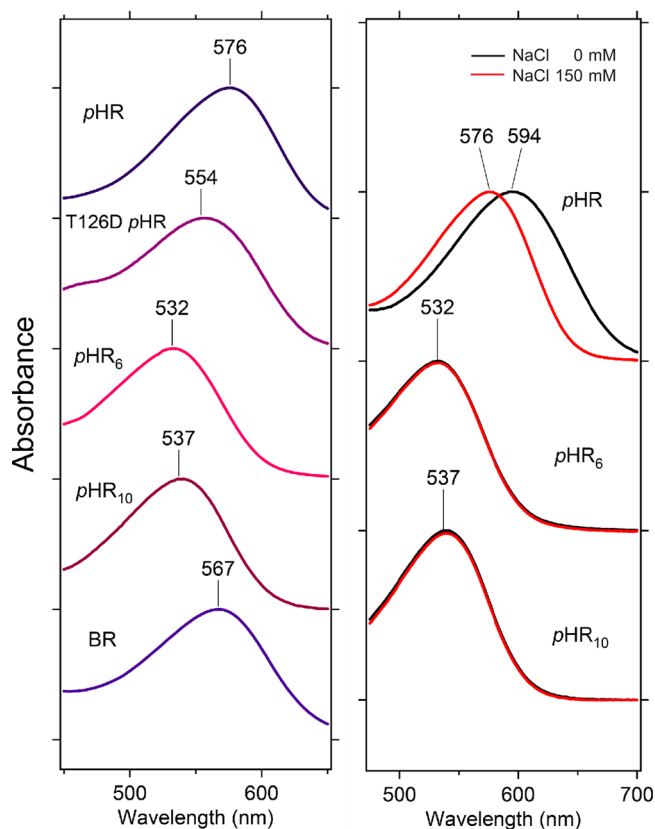 Absorbance
576
pHR
554
T126D pHR
532
pHR6
537
pHR10
567
BR
500
600
Wavelength (nm)
NaCl 0 mM
NaCl 150 mM
576 594
pHR
532
pHR6
537
pHR10
500
600
700
Wavelength (nm)